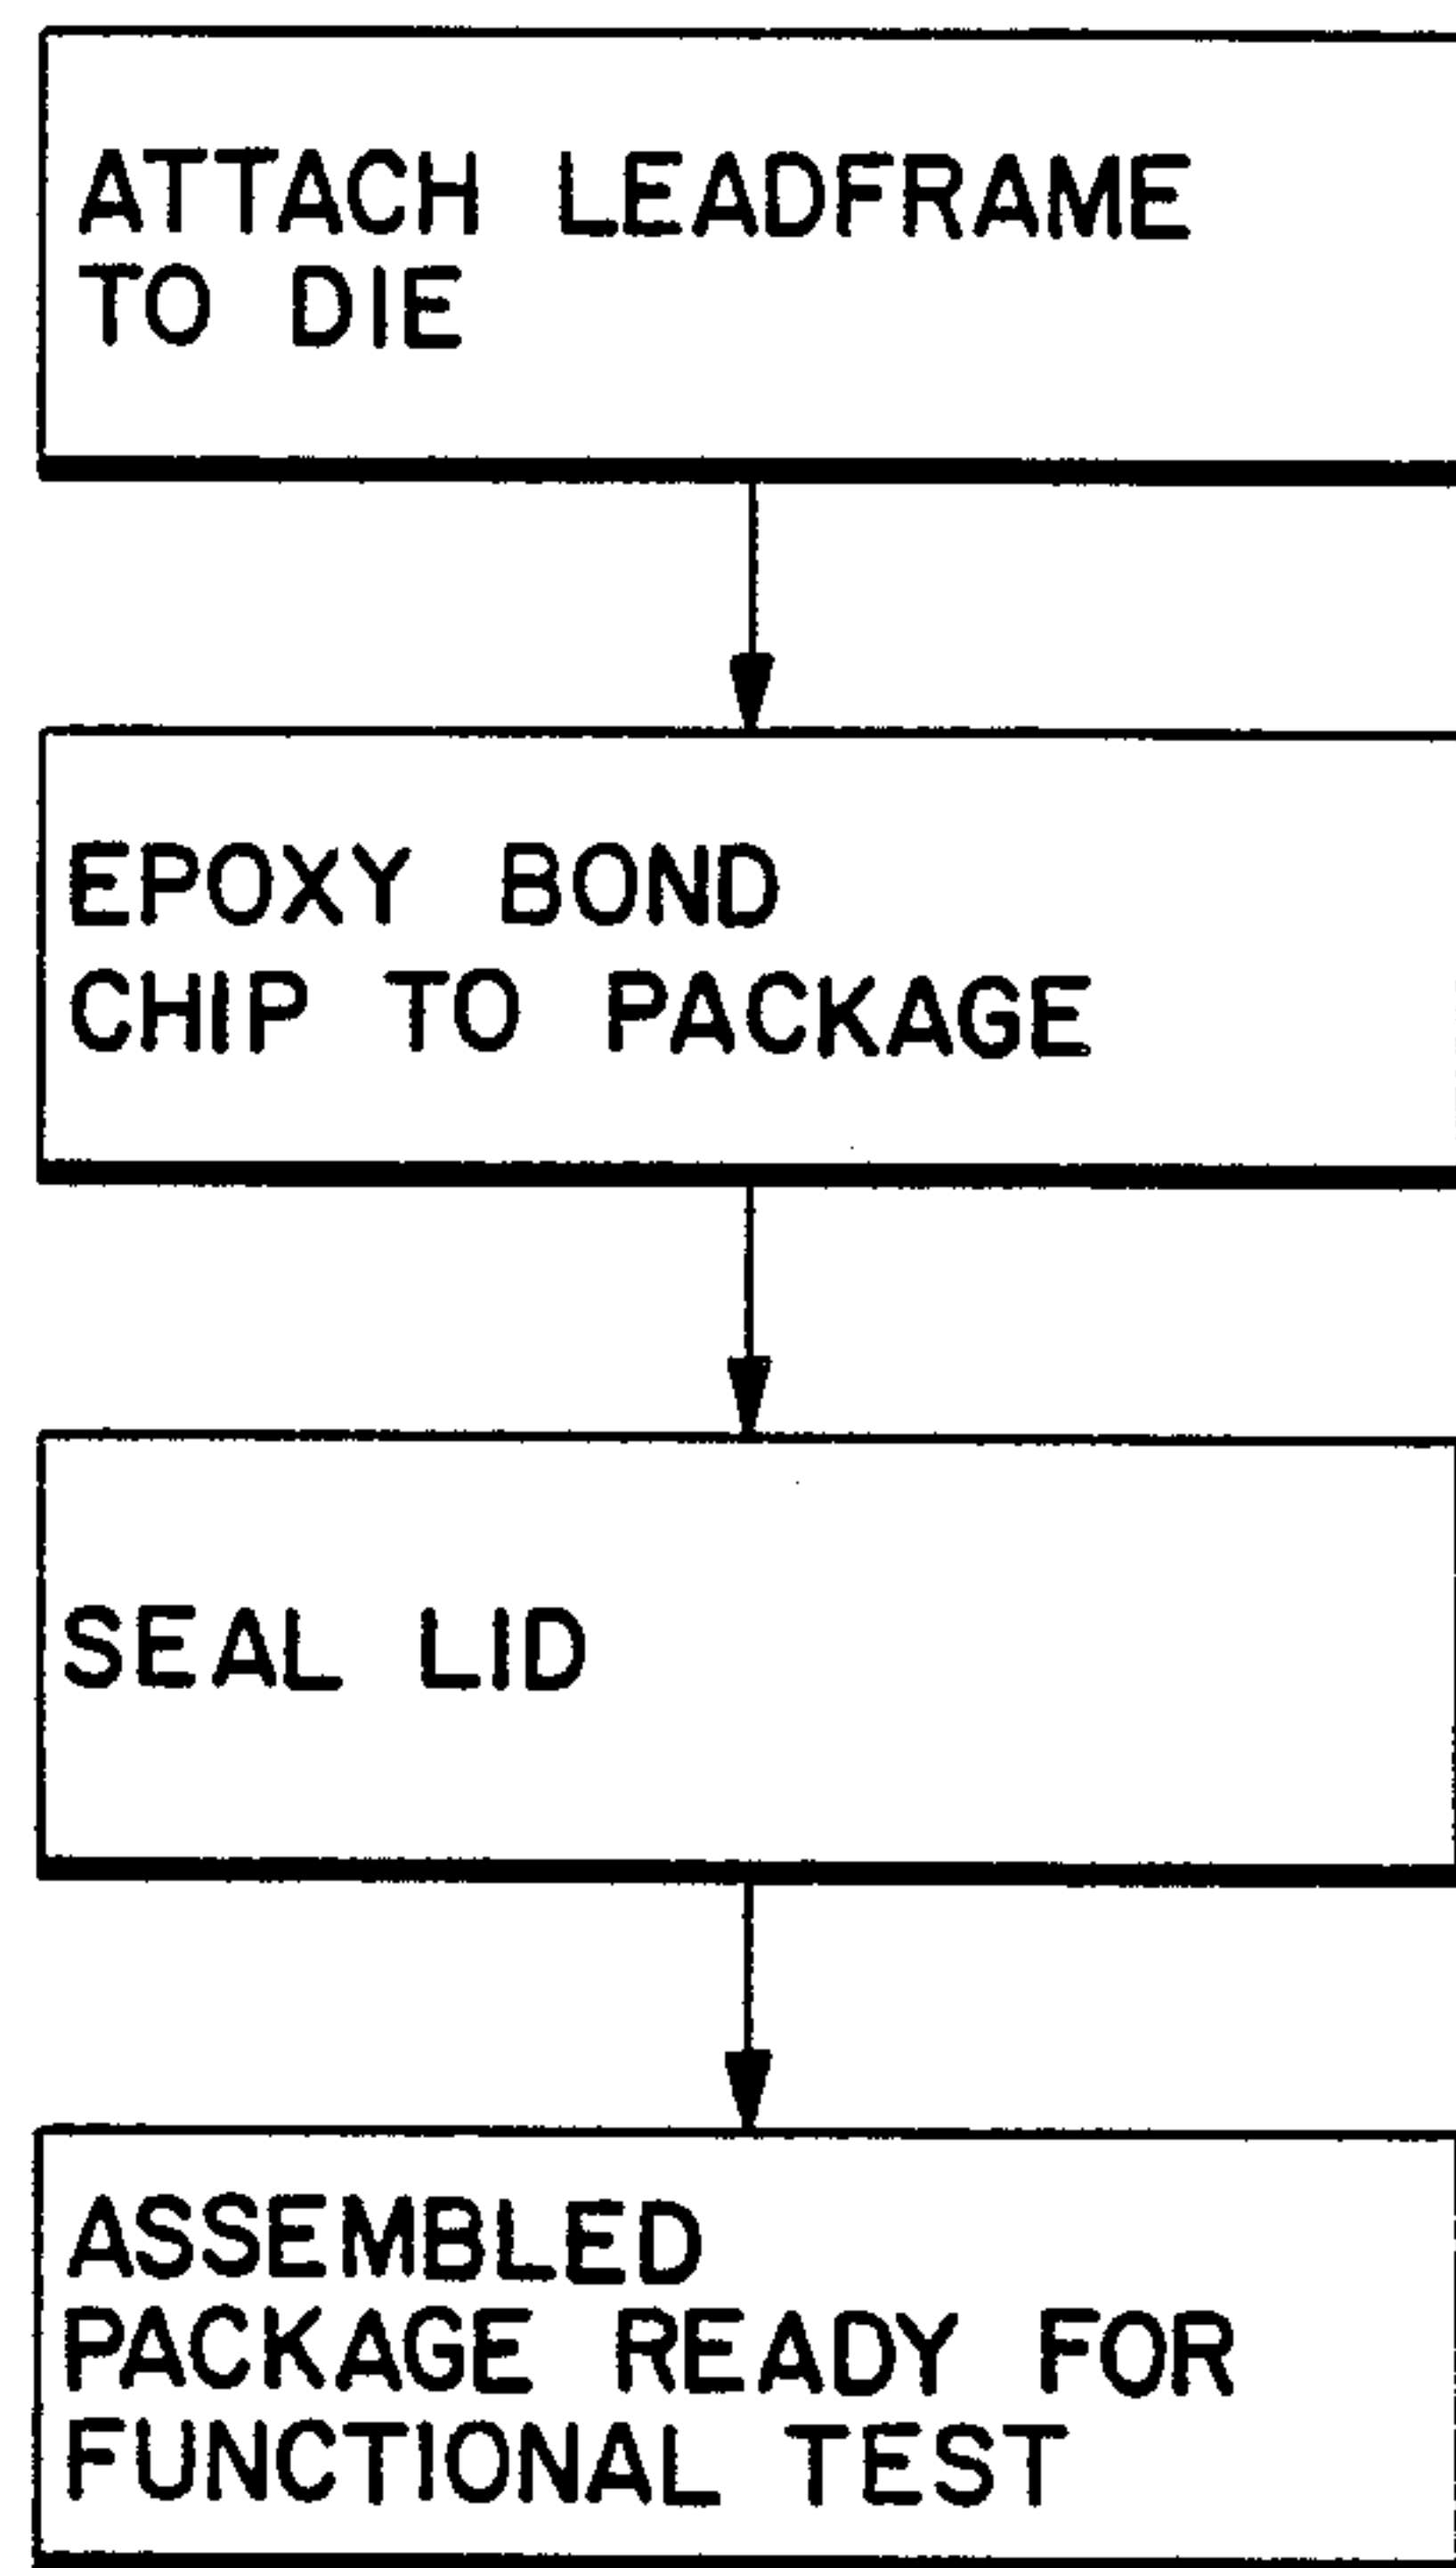 ATTACH LEADFRAME
TO DIE
EPOXY BOND
CHIP TO PACKAGE
SEAL LID
ASSEMBLED
PACKAGE READY FOR
FUNCTIONAL TEST